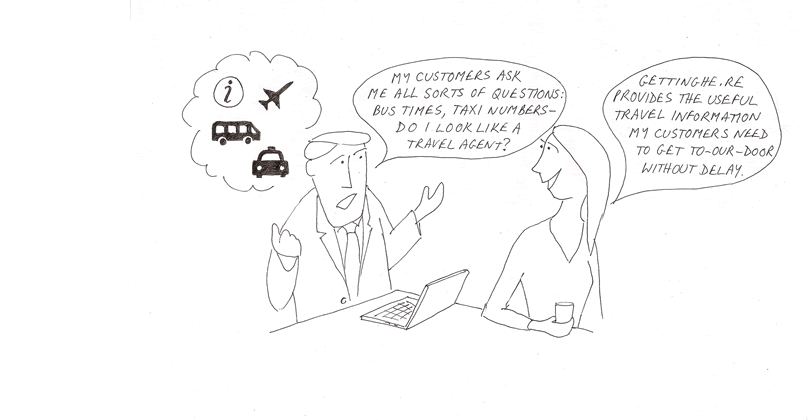 i
MY CUSTOMERS ASK
ME ALL SORTS OF QUESTIONS:
BUS TIMES, TAXI NUMBERS-
DO I LOOK LIKE A
TRAVEL AGENT?
GETTINGHE.RE
PROVIDES THE USEFUL
TRAVEL INFORMATION
MY CUSTOMERS NEED
TO GET TO-OUR-DOOR
WITHOUT DELAY.